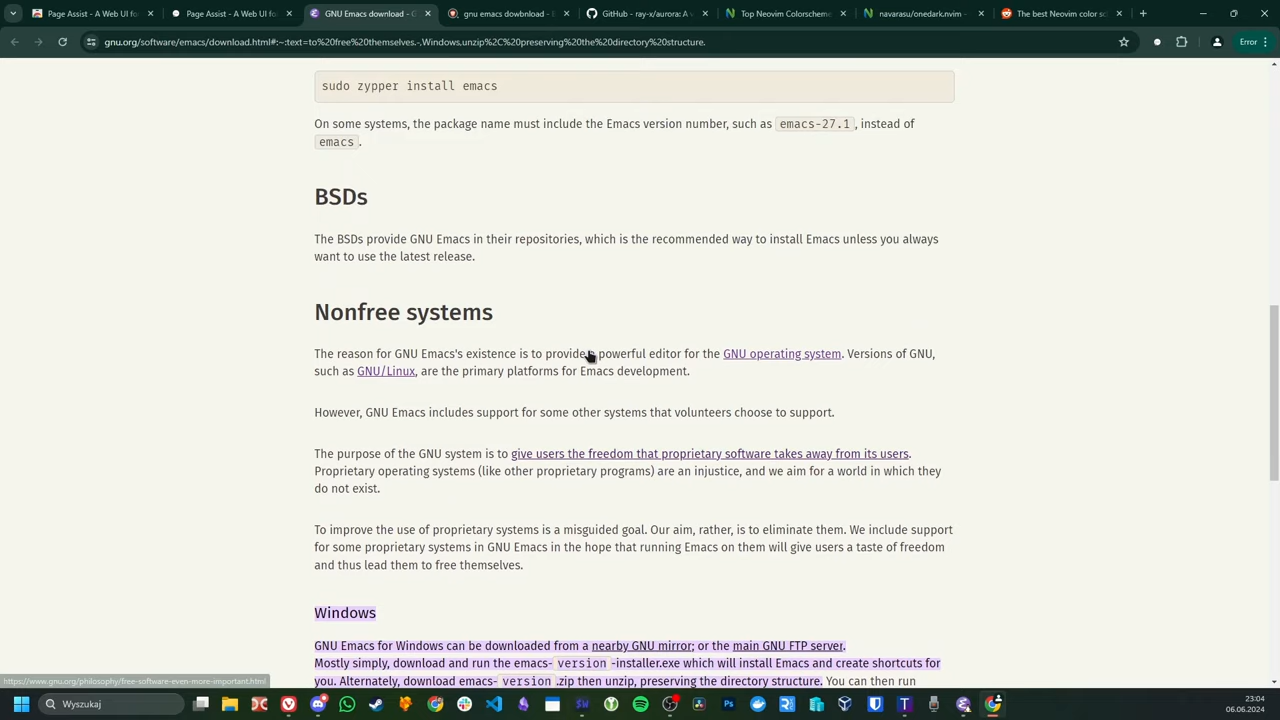 Page Assist - A Web UI fo
Page Assist - A Web UI fo
GNU Emacs download - G
gnu emacs dowbnload -
GitHub - ray-x/aurora: A v
Top Neovim Colorscheme
navarasu/onedark.nvim -
The best Neovim color sc
gnu.org/software/emacs/download.html#:~:text=to%20free%20themselves.-,Windows,unzip%2C%20preserving%20the%20directory%20structure.
Error
sudo zypper install emacs
On some systems, the package name must include the Emacs version number, such as emacs-27.1, instead of
emacs.
BSDs
The BSDs provide GNU Emacs in their repositories, which is the recommended way to install Emacs unless you always
want to use the latest release.
Nonfree systems
The reason for GNU Emacs's existence is to provide a powerful editor for the GNU operating system. Versions of GNU,
such as GNU/Linux, are the primary platforms for Emacs development.
However, GNU Emacs includes support for some other systems that volunteers choose to support.
The purpose of the GNU system is to give users the freedom that proprietary software takes away from its users.
Proprietary operating systems (like other proprietary programs) are an injustice, and we aim for a world in which they
do not exist.
To improve the use of proprietary systems is a misguided goal. Our aim, rather, is to eliminate them. We include support
for some proprietary systems in GNU Emacs in the hope that running Emacs on them will give users a taste of freedom
and thus lead them to free themselves.
Windows
GNU Emacs for Windows can be downloaded from a nearby GNU mirror; or the main GNU FTP server.
Mostly simply, download and run the emacs-version-installer.exe which will install Emacs and create shortcuts for
you. Alternately, download emacs-version.zip then unzip, preserving the directory structure. You can then run
https://www.gnu.org/philosophy/free-software-even-more-important.html
Wyszukaj
23:04
06.06.2024